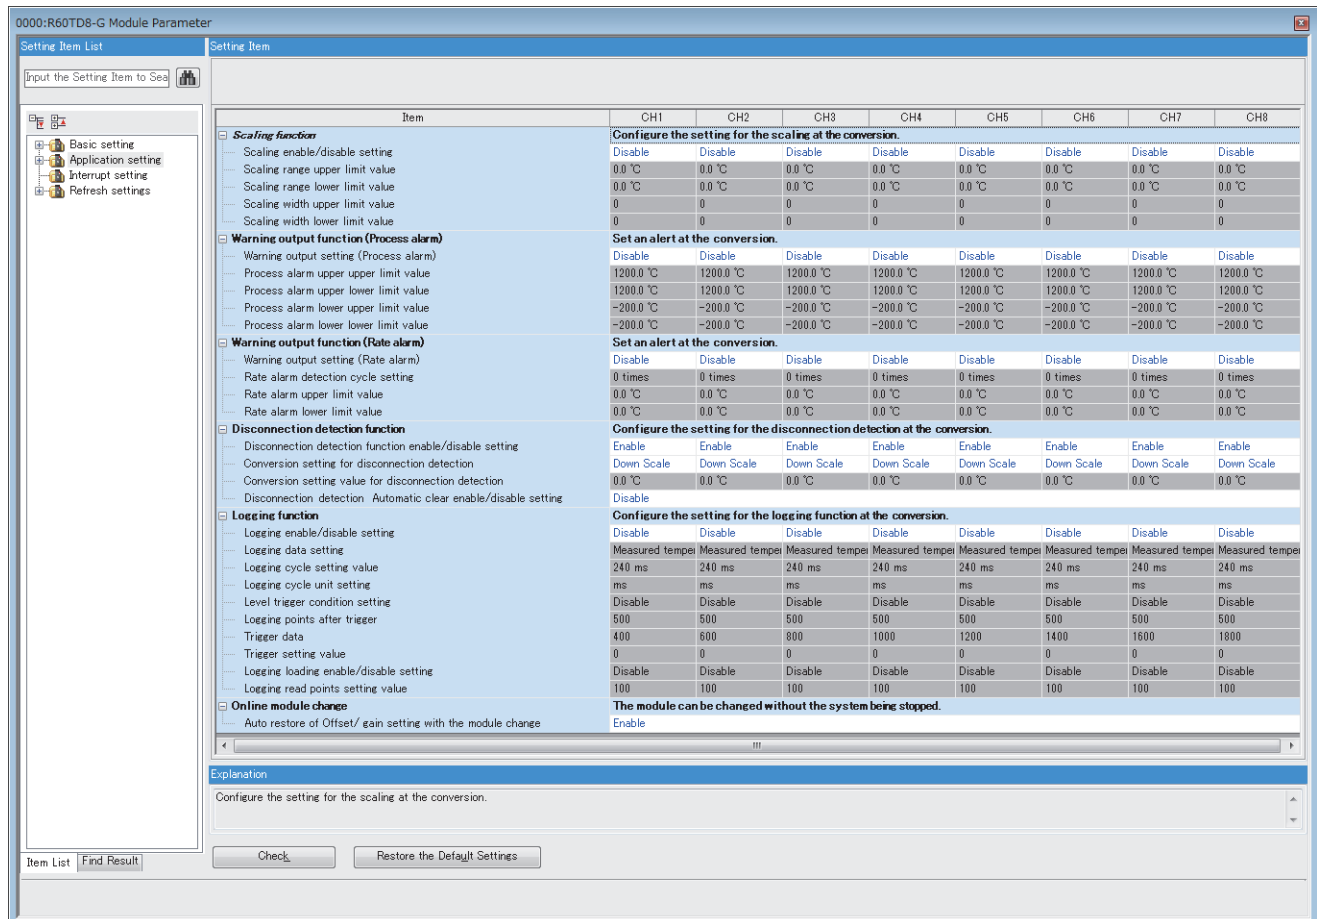 0000:R60TD8-G Module Parameter
Setting Item List
Setting Item
Input the Setting Item to Sea
Basic setting
Application setting
Interrupt setting
Refresh settings
Item CH1 CH2 CH3 CH4 CH5 CH6 CH7 CH8
Scaling function Configure the setting for the scaling at the conversion.
Scaling enable/disable setting Disable Disable Disable Disable Disable Disable Disable Disable
Scaling range upper limit value 0.0 ℃ 0.0 ℃ 0.0 ℃ 0.0 ℃ 0.0 ℃ 0.0 ℃ 0.0 ℃ 0.0 ℃
Scaling range lower limit value 0.0 ℃ 0.0 ℃ 0.0 ℃ 0.0 ℃ 0.0 ℃ 0.0 ℃ 0.0 ℃ 0.0 ℃
Scaling width upper limit value 0 0 0 0 0 0 0 0
Scaling width lower limit value 0 0 0 0 0 0 0 0
Warning output function (Process alarm) Set an alert at the conversion.
Warning output setting (Process alarm) Disable Disable Disable Disable Disable Disable Disable Disable
Process alarm upper upper limit value 1200.0 ℃ 1200.0 ℃ 1200.0 ℃ 1200.0 ℃ 1200.0 ℃ 1200.0 ℃ 1200.0 ℃ 1200.0 ℃
Process alarm upper lower limit value 1200.0 ℃ 1200.0 ℃ 1200.0 ℃ 1200.0 ℃ 1200.0 ℃ 1200.0 ℃ 1200.0 ℃ 1200.0 ℃
Process alarm lower upper limit value -200.0 ℃ -200.0 ℃ -200.0 ℃ -200.0 ℃ -200.0 ℃ -200.0 ℃ -200.0 ℃ -200.0 ℃
Process alarm lower lower limit value -200.0 ℃ -200.0 ℃ -200.0 ℃ -200.0 ℃ -200.0 ℃ -200.0 ℃ -200.0 ℃ -200.0 ℃
Warning output function (Rate alarm) Set an alert at the conversion.
Warning output setting (Rate alarm) Disable Disable Disable Disable Disable Disable Disable Disable
Rate alarm detection cycle setting 0 times 0 times 0 times 0 times 0 times 0 times 0 times 0 times
Rate alarm upper limit value 0.0 ℃ 0.0 ℃ 0.0 ℃ 0.0 ℃ 0.0 ℃ 0.0 ℃ 0.0 ℃ 0.0 ℃
Rate alarm lower limit value 0.0 ℃ 0.0 ℃ 0.0 ℃ 0.0 ℃ 0.0 ℃ 0.0 ℃ 0.0 ℃ 0.0 ℃
Disconnection detection function Configure the setting for the disconnection detection at the conversion.
Disconnection detection function enable/disable setting Enable Enable Enable Enable Enable Enable Enable Enable
Conversion setting for disconnection detection Down Scale Down Scale Down Scale Down Scale Down Scale Down Scale Down Scale Down Scale
Conversion setting value for disconnection detection 0.0 ℃ 0.0 ℃ 0.0 ℃ 0.0 ℃ 0.0 ℃ 0.0 ℃ 0.0 ℃ 0.0 ℃
Disconnection detection Automatic clear enable/disable setting Disable
Logging function Configure the setting for the logging function at the conversion.
Logging enable/disable setting Disable Disable Disable Disable Disable Disable Disable Disable
Logging data setting Measured temper Measured temper Measured temper Measured temper Measured temper Measured temper Measured temper Measured temper
Logging cycle setting value 240 ms 240 ms 240 ms 240 ms 240 ms 240 ms 240 ms 240 ms
Logging cycle unit setting ms ms ms ms ms ms ms ms
Level trigger condition setting Disable Disable Disable Disable Disable Disable Disable Disable
Logging points after trigger 500 500 500 500 500 500 500 500
Trigger data 400 600 800 1000 1200 1400 1600 1800
Trigger setting value 0 0 0 0 0 0 0 0
Logging loading enable/disable setting Disable Disable Disable Disable Disable Disable Disable Disable
Logging read points setting value 100 100 100 100 100 100 100 100
Online module change The module can be changed without the system being stopped.
Auto restore of Offset/ gain setting with the module change Enable
Explanation
Configure the setting for the scaling at the conversion.
Check Restore the Default Settings
Item List Find Result